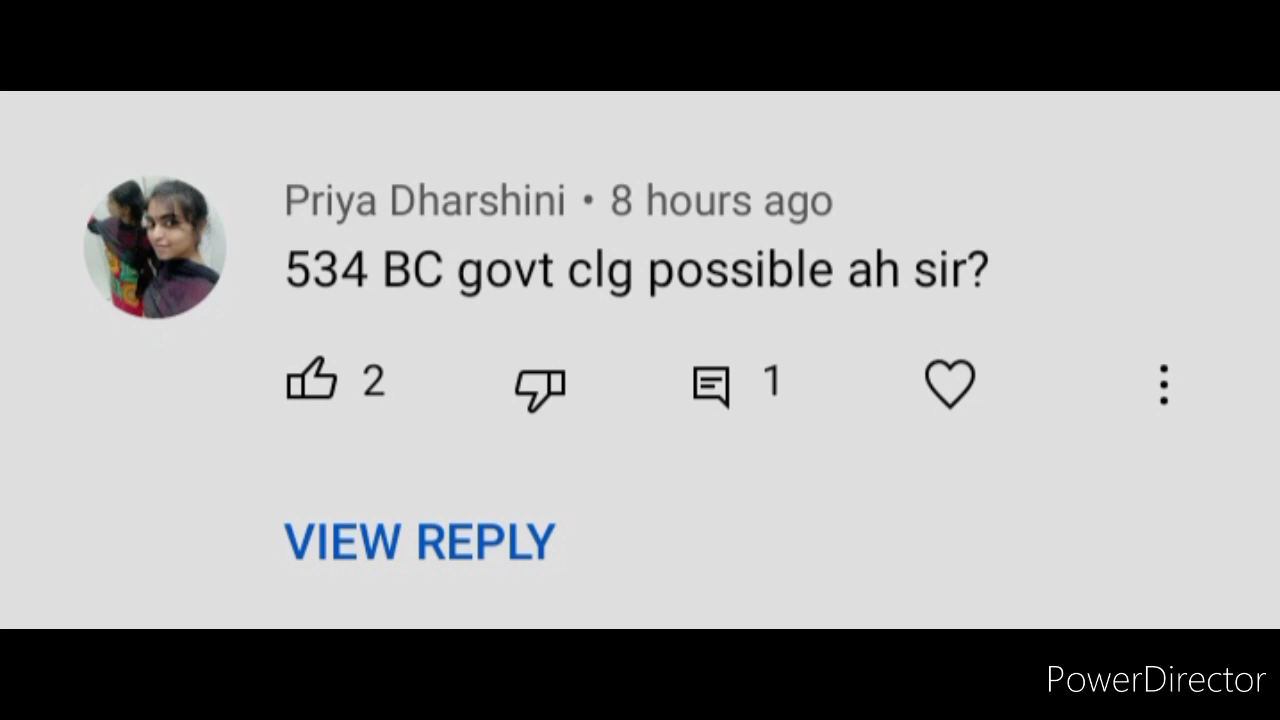 Priya Dharshini • 8 hours ago
534 BC govt clg possible ah sir?
2 1
VIEW REPLY
PowerDirector